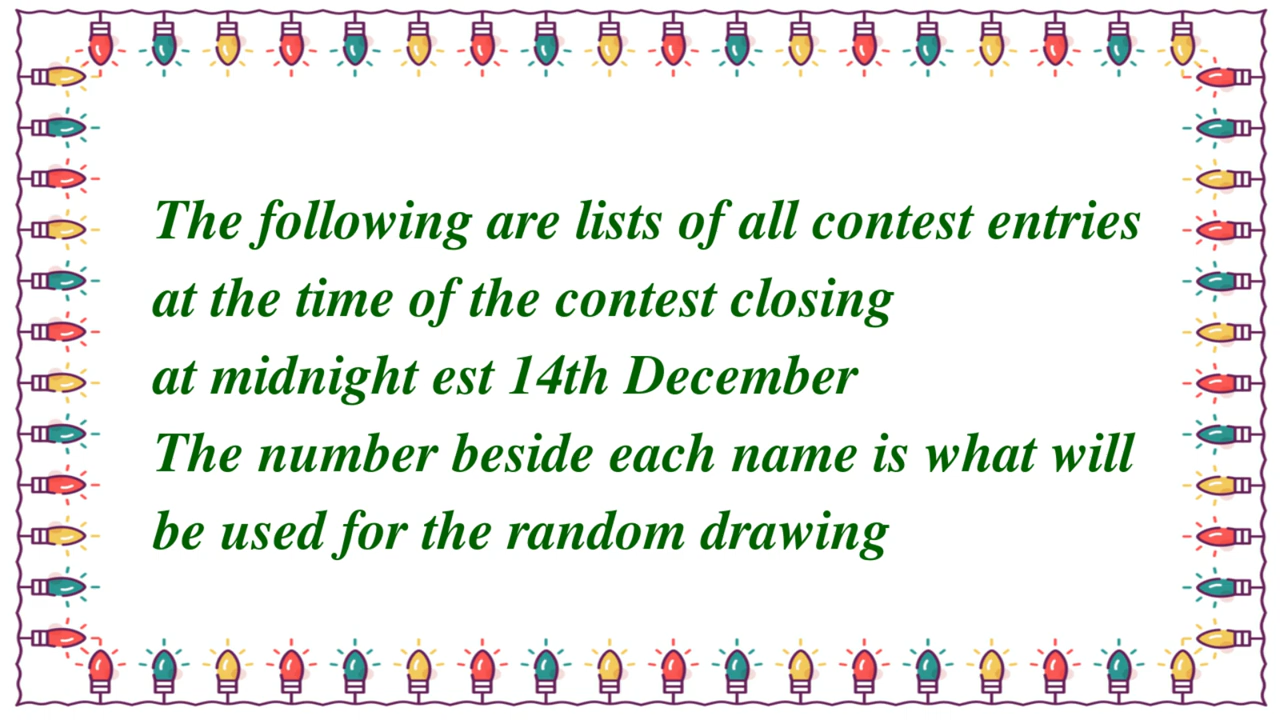 The following are lists of all contest entries
at the time of the contest closing
at midnight est 14th December
The number beside each name is what will
be used for the random drawing